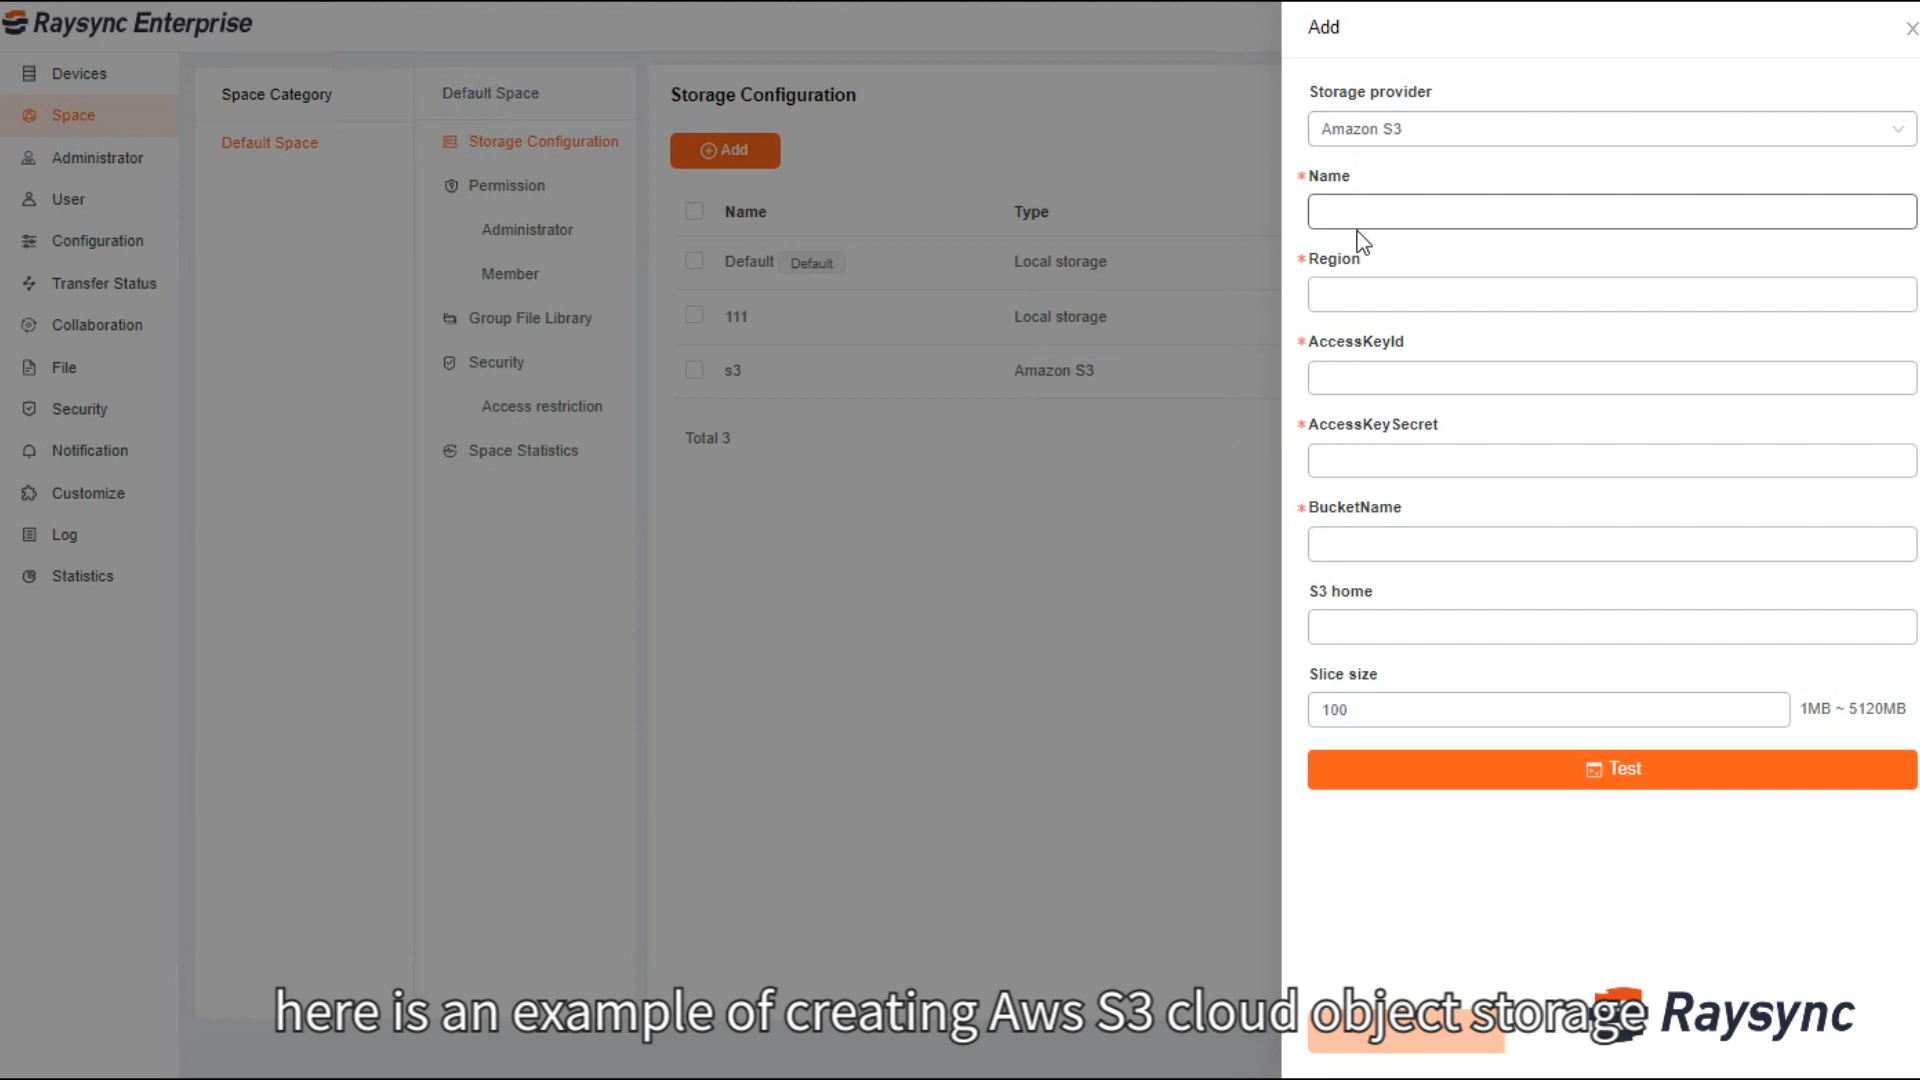 Raysync Enterprise
Devices
Space
Administrator
User
Configuration
Transfer Status
Collaboration
File
Security
Notification
Customize
Log
Statistics
Space Category
Default Space
Default Space
Storage Configuration
Permission
Administrator
Member
Group File Library
Security
Access restriction
Space Statistics
Storage Configuration
Add
Name Type
Default Default Local storage
111 Local storage
s3 Amazon S3
Total 3
Add
Storage provider
Amazon S3
* Name
* Region
* AccessKeyId
* AccessKeySecret
* BucketName
S3 home
Slice size
100 1MB ~ 5120MB
Test
here is an example of creating Aws S3 cloud object storage
Raysync